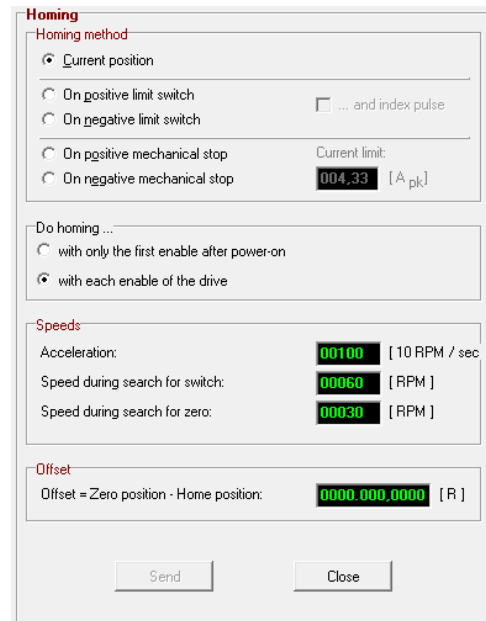 Homing
Homing method
Current position
On positive limit switch
... and index pulse
On negative limit switch
On positive mechanical stop
Current limit:
On negative mechanical stop
004,33 [ A pk]
Do homing ...
with only the first enable after power-on
with each enable of the drive
Speeds
Acceleration: 00100 [ 10 RPM / sec
Speed during search for switch: 00060 [ RPM ]
Speed during search for zero: 00030 [ RPM ]
Offset
Offset = Zero position - Home position: 0000.000,0000 [ R ]
Send Close